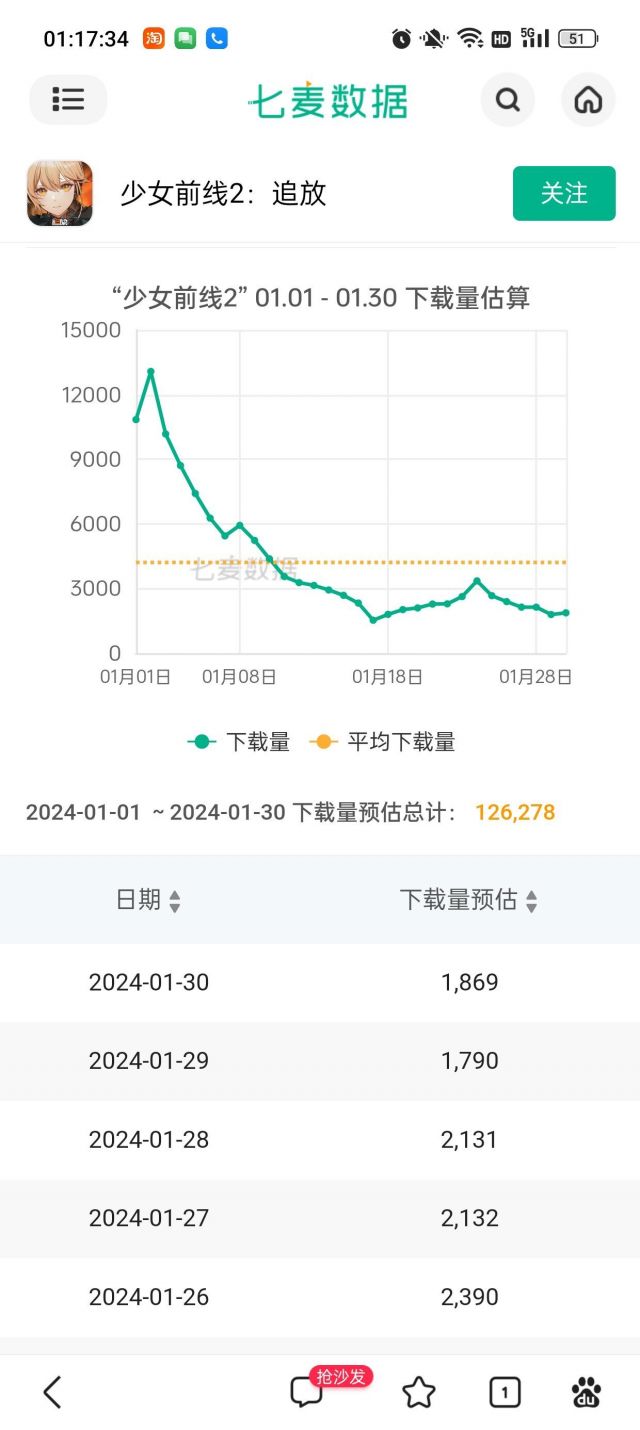 01:17:34 淘 HD 5G 51
七麦数据
少女前线2：追放 关注
“少女前线2” 01.01 - 01.30 下载量估算
15000
12000
9000
6000
七麦数据
3000
0
01月01日 01月08日 01月18日 01月28日
下载量 平均下载量
2024-01-01 ~ 2024-01-30 下载量预估总计： 126,278
日期 下载量预估
2024-01-30 1,869
2024-01-29 1,790
2024-01-28 2,131
2024-01-27 2,132
2024-01-26 2,390
抢沙发
1 du